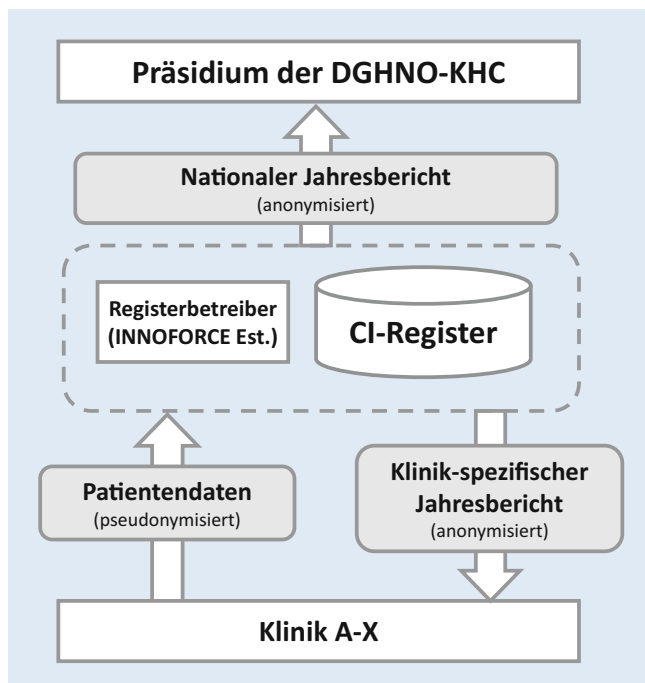 Präsidium der DGHNO-KHC
Nationaler Jahresbericht
(anonymisiert)
Registerbetreiber
(INNOFORCE Est.)
CI-Register
Patientendaten
(pseudonymisiert)
Klinik-spezifischer
Jahresbericht
(anonymisiert)
Klinik A-X